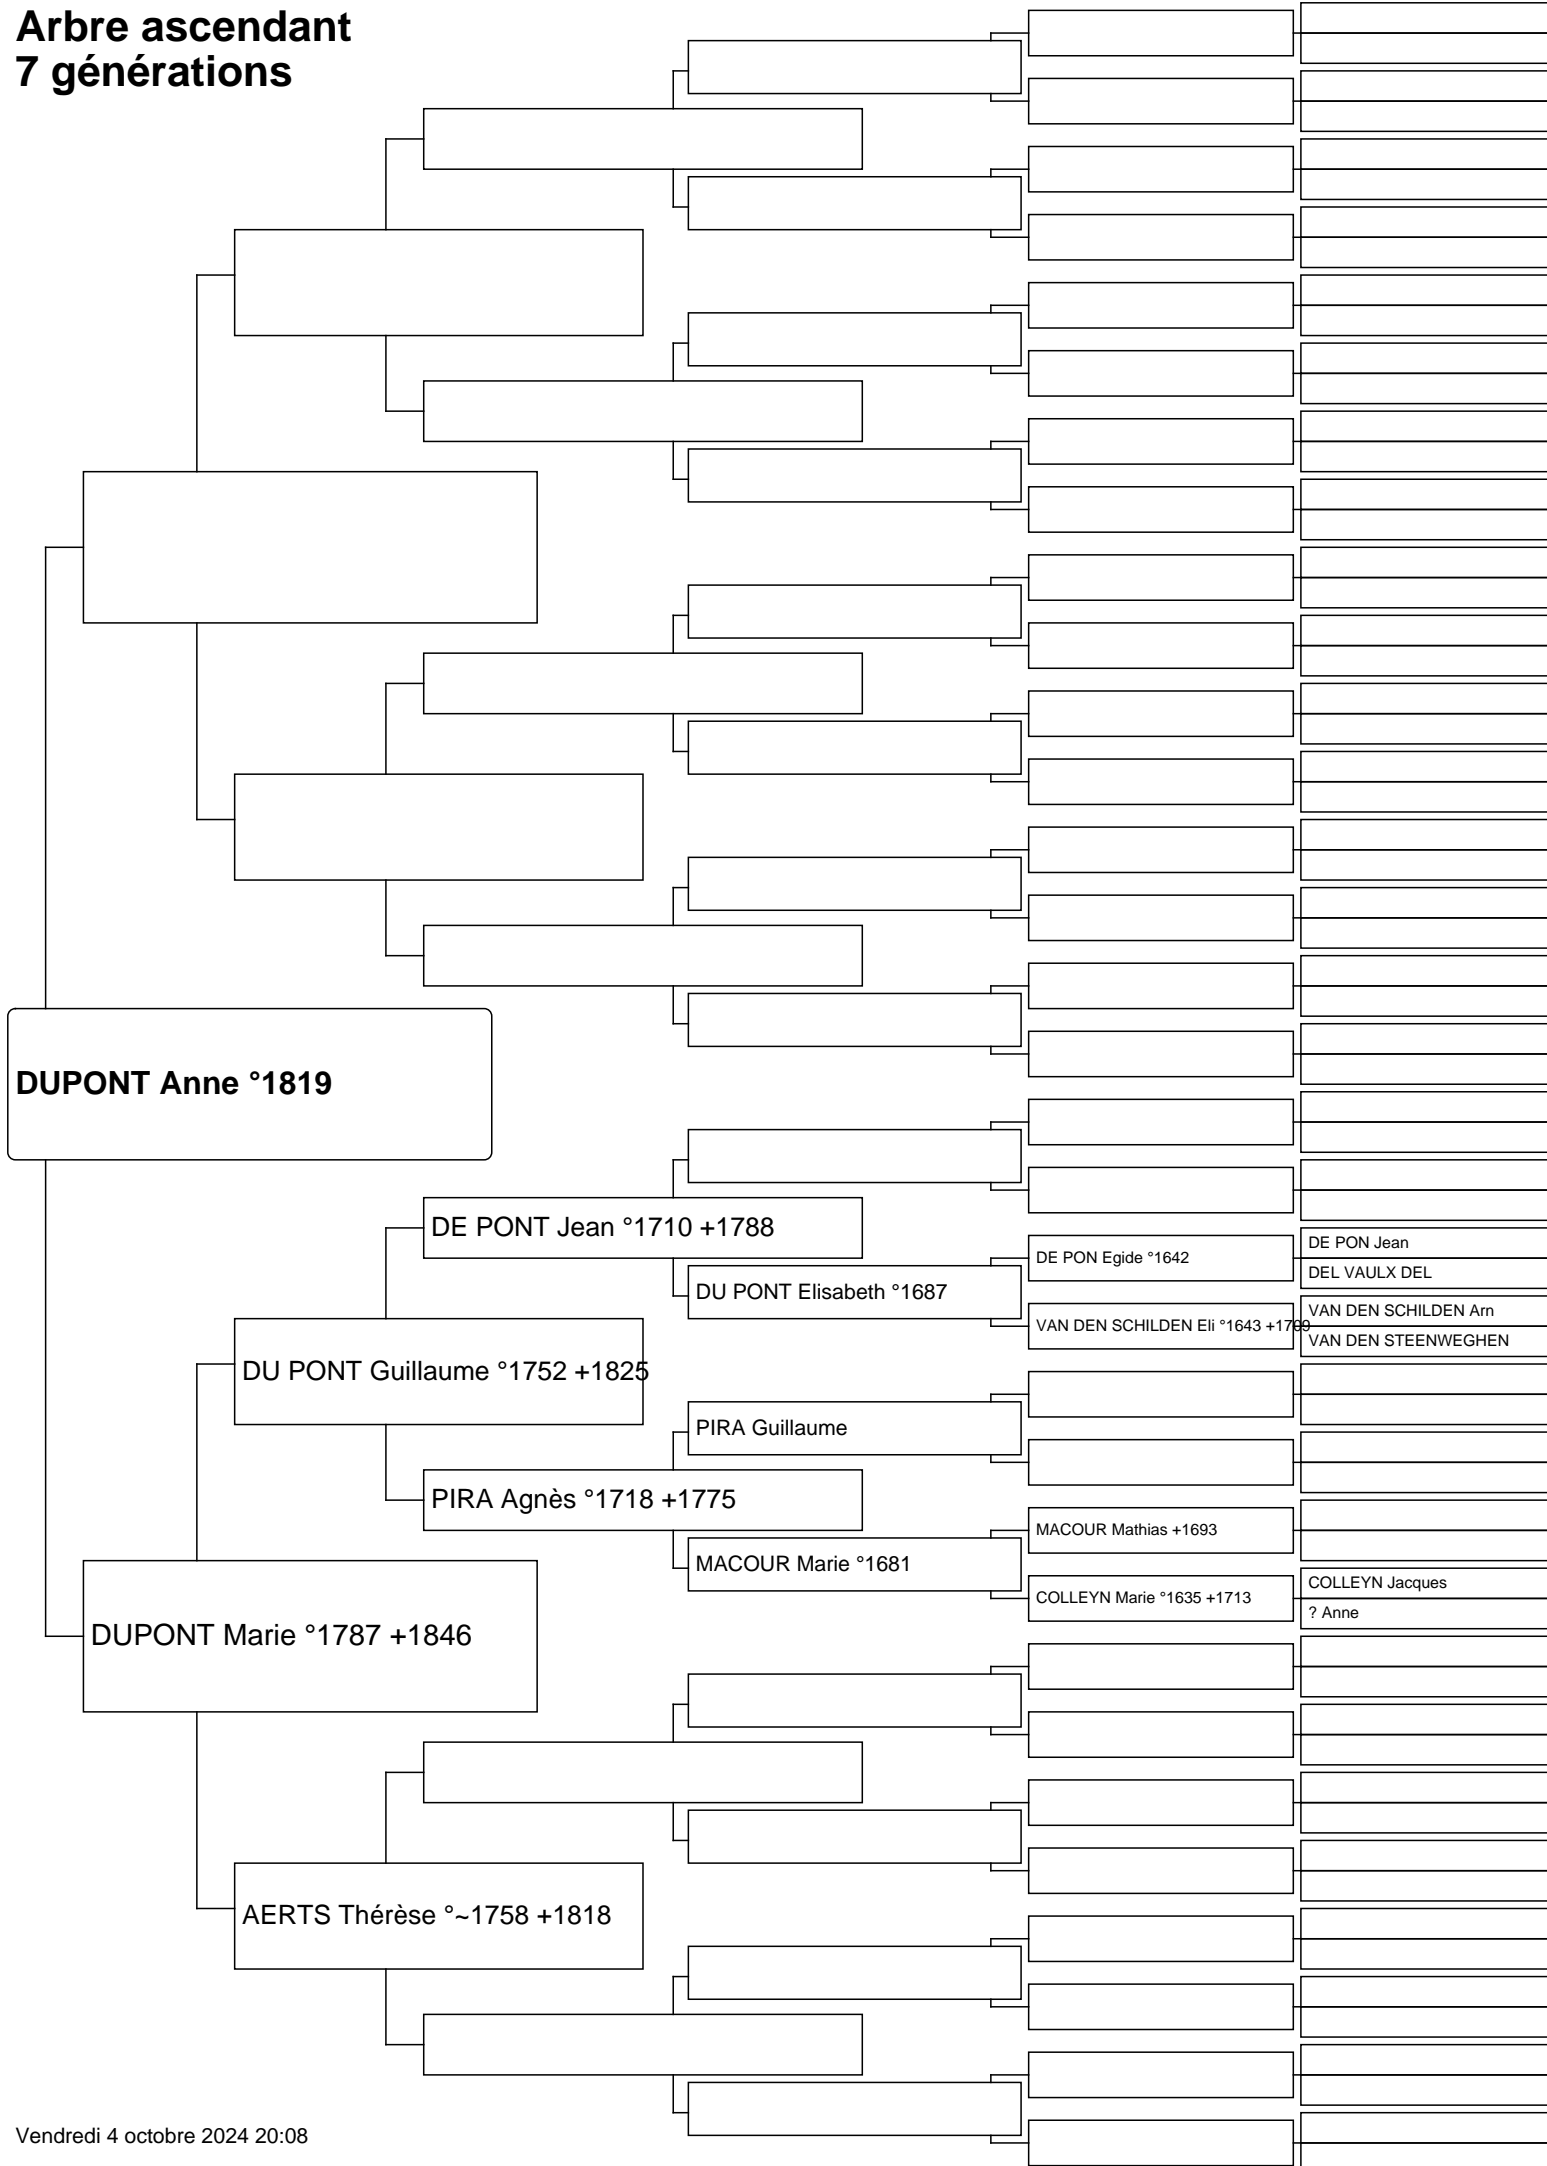 Arbre ascendant
7 générations
DUPONT Anne °1819
DE PONT Jean °1710 +1788
DE PON Egide °1642
DE PON Jean
DEL VAULX DEL
DU PONT Elisabeth °1687
VAN DEN SCHILDEN Eli °1643 +1709
VAN DEN SCHILDEN Arn
VAN DEN STEENWEGHEN
DU PONT Guillaume °1752 +1825
PIRA Guillaume
PIRA Agnès °1718 +1775
MACOUR Mathias +1693
MACOUR Marie °1681
COLLEYN Marie °1635 +1713
COLLEYN Jacques
? Anne
DUPONT Marie °1787 +1846
AERTS Thérèse °~1758 +1818
Vendredi 4 octobre 2024 20:08